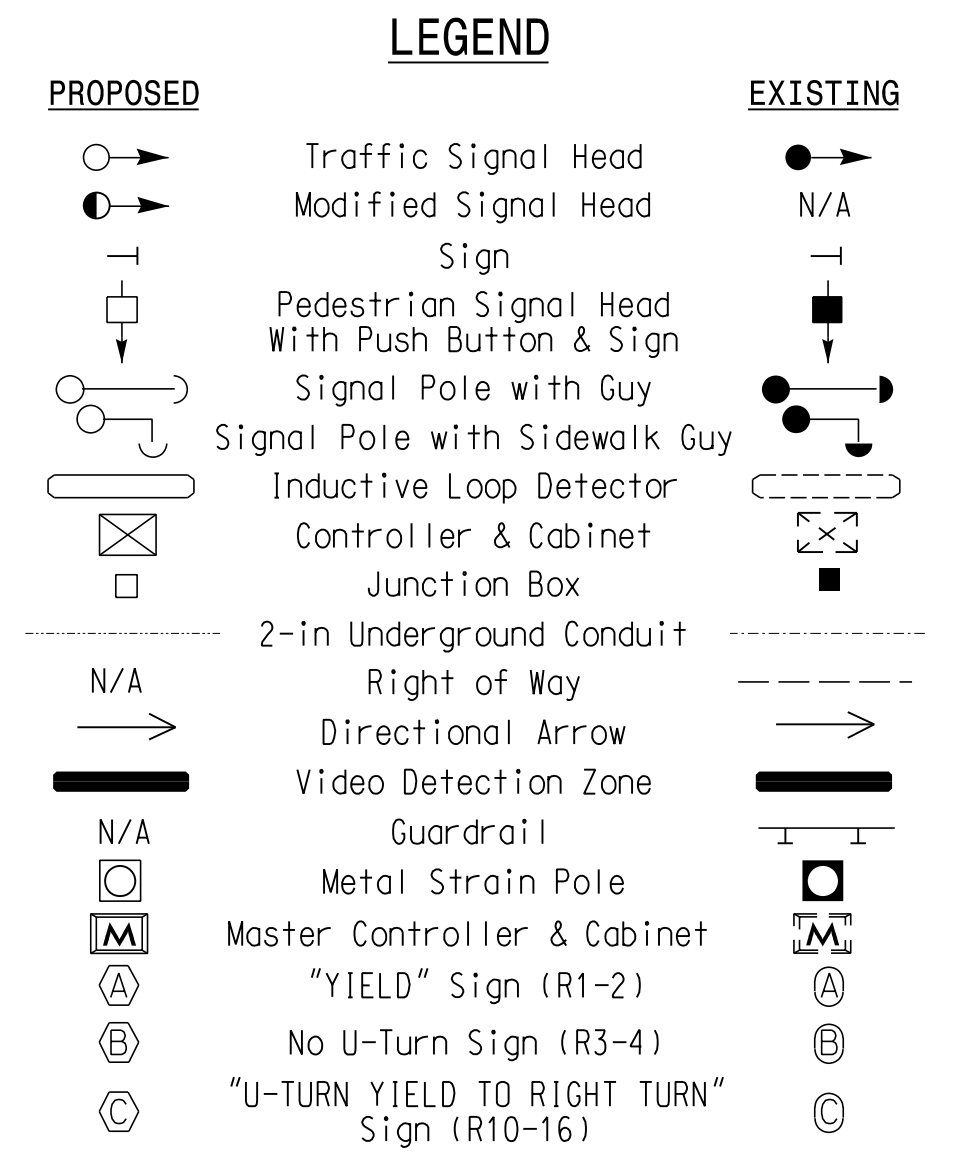 LEGEND
PROPOSED EXISTING
Traffic Signal Head
Modified Signal Head N/A
Sign
Pedestrian Signal Head
With Push Button & Sign
Signal Pole with Guy
Signal Pole with Sidewalk Guy
Inductive Loop Detector
Controller & Cabinet
Junction Box
2-in Underground Conduit
N/A Right of Way
Directional Arrow
Video Detection Zone
N/A Guardrail
Metal Strain Pole
M Master Controller & Cabinet M
A "YIELD" Sign (R1-2) A
B No U-Turn Sign (R3-4) B
"U-TURN YIELD TO RIGHT TURN"
C Sign (R10-16) C